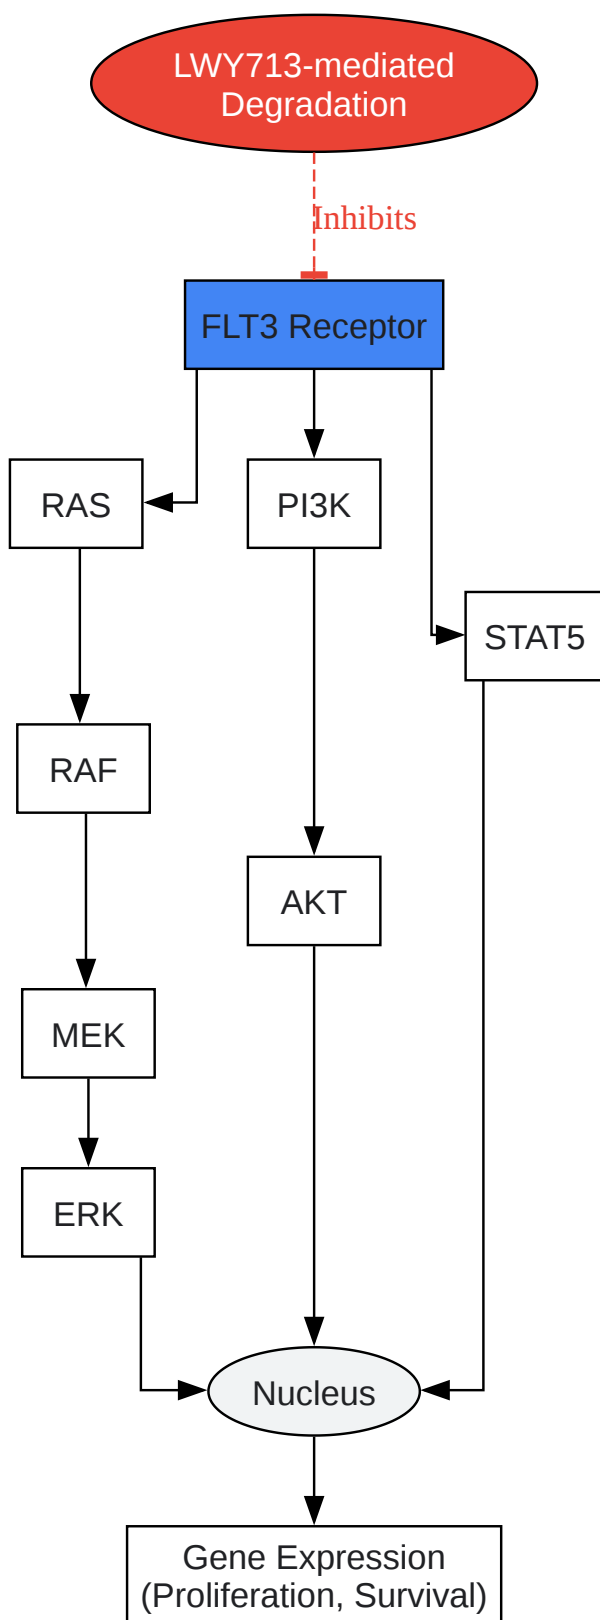 LWY713-mediated
Degradation
Inhibits
FLT3 Receptor
RAS
PI3K
STAT5
RAF
AKT
MEK
ERK
Nucleus
Gene Expression
(Proliferation, Survival)